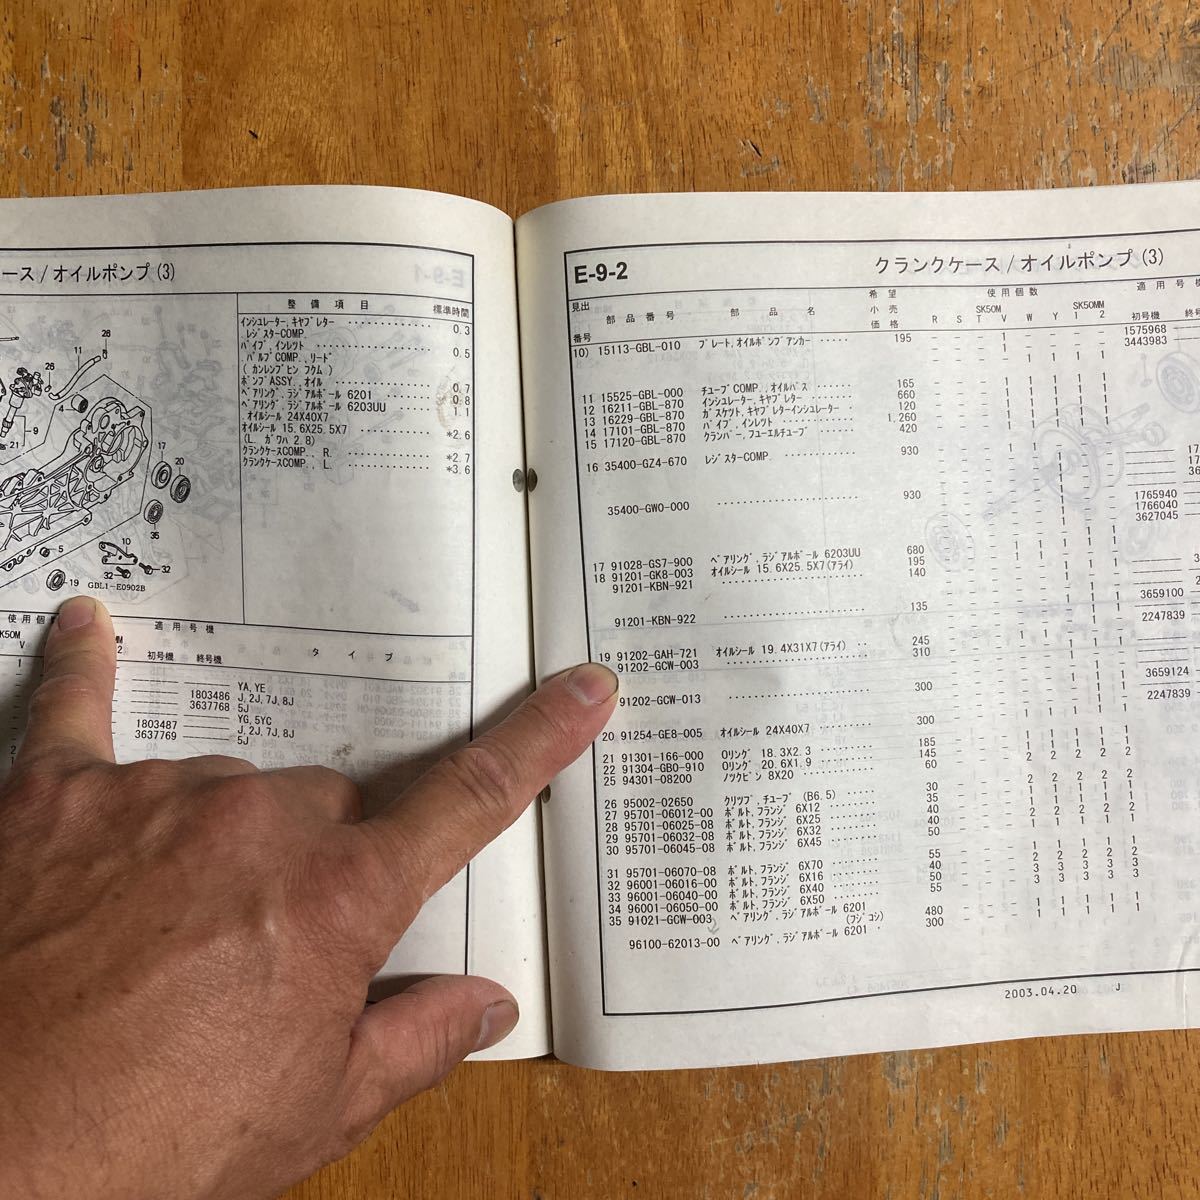 ース / オイルポンプ (3)
整 備 項 目 標準時間
インシュレーター, キャブレター 0.3
レジスターCOMP.
パイプ, インレット 0.5
バルブCOMP., リード
( カンレンブヒン フクム )
ポンプASSY., オイル 0.7
ベアリング, ラジアルボール 6201 0.8
ベアリング, ラジアルボール 6203UU 1.1
オイルシール 24X40X7
オイルシール 15.6X25.5X7 *2.6
(L. ガワハ 2.8)
クランクケースCOMP., R. *2.7
クランクケースCOMP., L. *3.6
26
11
26
4
9
21
17
20
35
5
10
32
32
19
GBL1-E0902B
使用個数 適用号機
初号機 終号機 タイプ
YA, YE
1803486 J, 2J, 7J, 8J
3637768 5J
YG, 5YC
1803487 J, 2J, 7J, 8J
3637769 5J
E-9-2 クランクケース / オイルポンプ (3)
見出番号 部品番号 部品名 希望小売価格 使用個数 適用号機
SK50M SK50MM
R S T V W Y 1 2 初号機
10) 15113-GBL-010 プレート, オイルポンプアンカー 195
1575968
3443983
11 15525-GBL-000 チューブCOMP., オイルパス 165
12 16211-GBL-870 インシュレーター, キャブレター 660
13 16229-GBL-870 ガスケット, キャブレターインシュレーター 120
14 17101-GBL-870 パイプ, インレット 1,260
15 17120-GBL-870 クランパー, フューエルチューブ 420
16 35400-GZ4-670 レジスターCOMP. 930
35400-GW0-000 930
1765940
1766040
3627045
17 91028-GS7-900 ベアリング, ラジアルボール 6203UU 680
18 91201-GK8-003 オイルシール 15.6X25.5X7(アライ) 195
91201-KBN-921 140
3659100
91201-KBN-922 135
2247839
19 91202-GAH-721 オイルシール 19.4X31X7(アライ) 245
91202-GCW-003 310
3659124
91202-GCW-013 300
2247839
20 91254-GE8-005 オイルシール 24X40X7 300
21 91301-166-000 Oリング 18.3X2.3 185
22 91304-GB0-910 Oリング 20.6X1.9 145
25 94301-08200 ノックピン 8X20 60
26 95002-02650 クリップ, チューブ (B6.5) 30
27 95701-06012-00 ボルト, フランジ 6X12 35
28 95701-06025-08 ボルト, フランジ 6X25 40
29 95701-06032-08 ボルト, フランジ 6X32 40
30 95701-06045-08 ボルト, フランジ 6X45 50
31 95701-06070-08 ボルト, フランジ 6X70 55
32 96001-06016-00 ボルト, フランジ 6X16 40
33 96001-06040-00 ボルト, フランジ 6X40 50
34 96001-06050-00 ボルト, フランジ 6X50 55
35 91021-GCW-003 ベアリング, ラジアルボール 6201 (フジコシ) 480
96100-62013-00 ベアリング, ラジアルボール 6201 300
2003.04.20 J